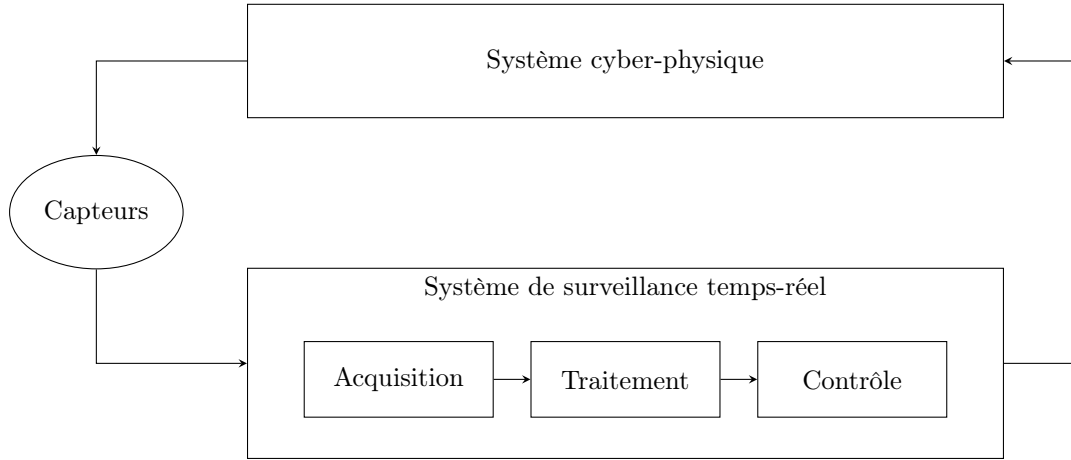 Système cyber-physique
Capteurs
Système de surveillance temps-réel
Acquisition
Traitement
Contrôle